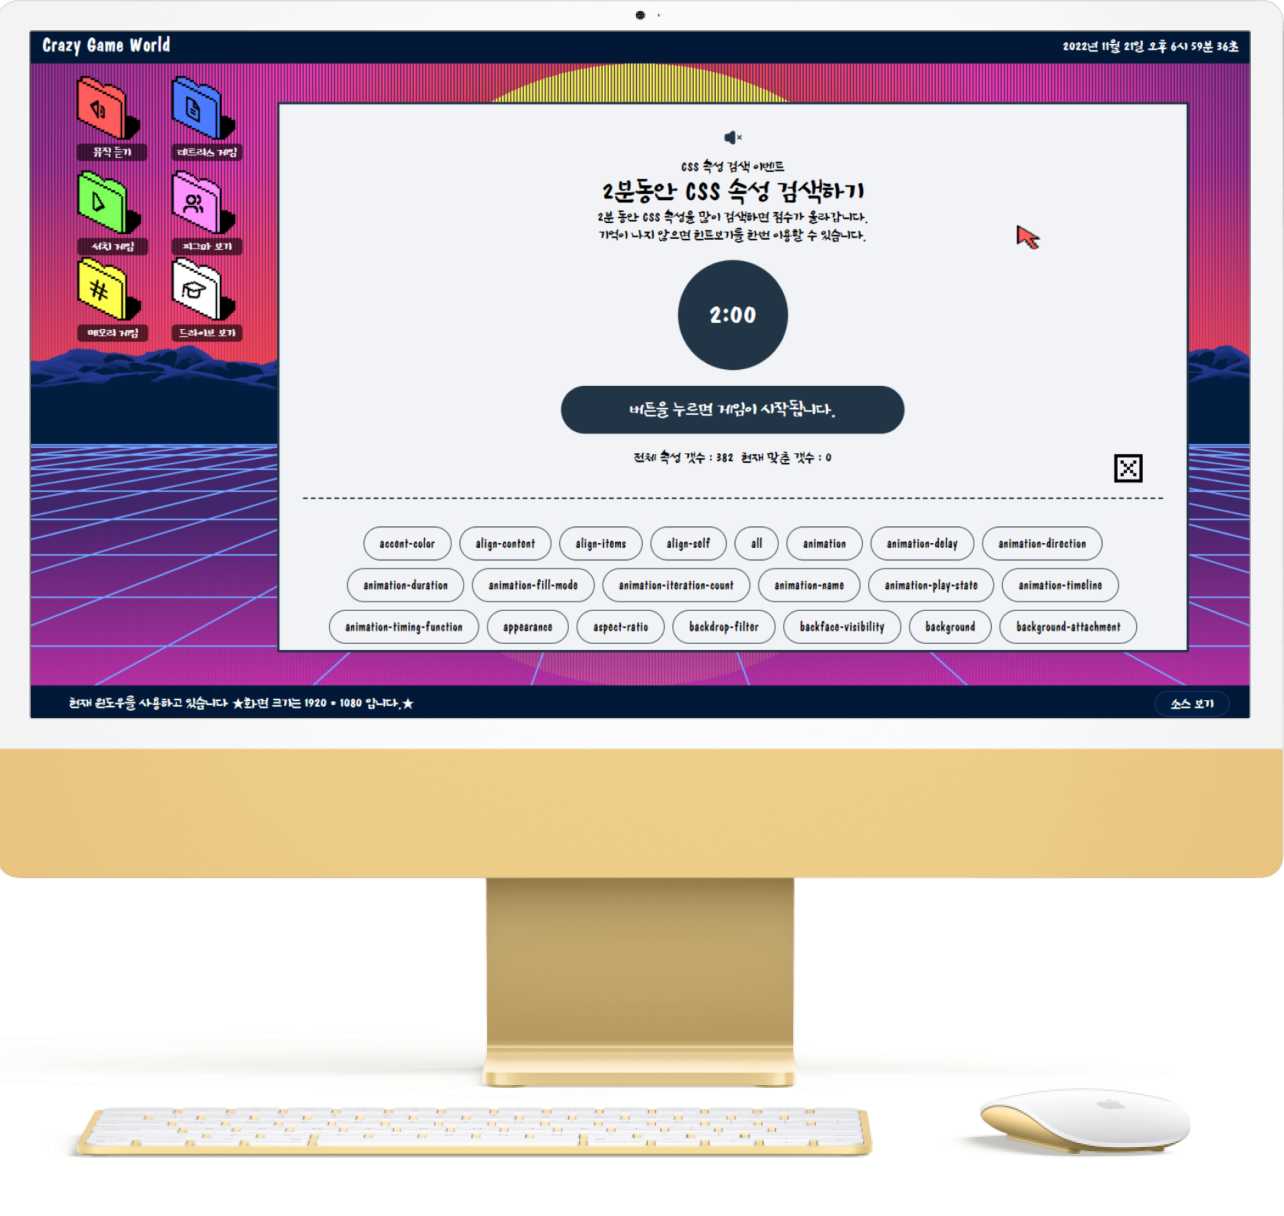 Crazy Game World
2022년 11월 21일 오후 6시 59분 36초
뮤직 듣기
테트리스 게임
서치 게임
피그마 보기
메모리 게임
드라이브 보기
CSS 속성 검색 이벤트
2분동안 CSS 속성 검색하기
2분 동안 CSS 속성을 많이 검색하면 점수가 올라갑니다.
기억이 나지 않으면 힌트보기를 한번 이용할 수 있습니다.
2:00
버튼을 누르면 게임이 시작됩니다.
전체 속성 갯수 : 382 현재 맞춘 갯수 : 0
accent-color align-content align-items align-self all animation animation-delay animation-direction
animation-duration animation-fill-mode animation-iteration-count animation-name animation-play-state animation-timeline
animation-timing-function appearance aspect-ratio backdrop-filter backface-visibility background background-attachment
현재 윈도우를 사용하고 있습니다 ★화면 크기는 1920 * 1080 입니다.★
소스 보기